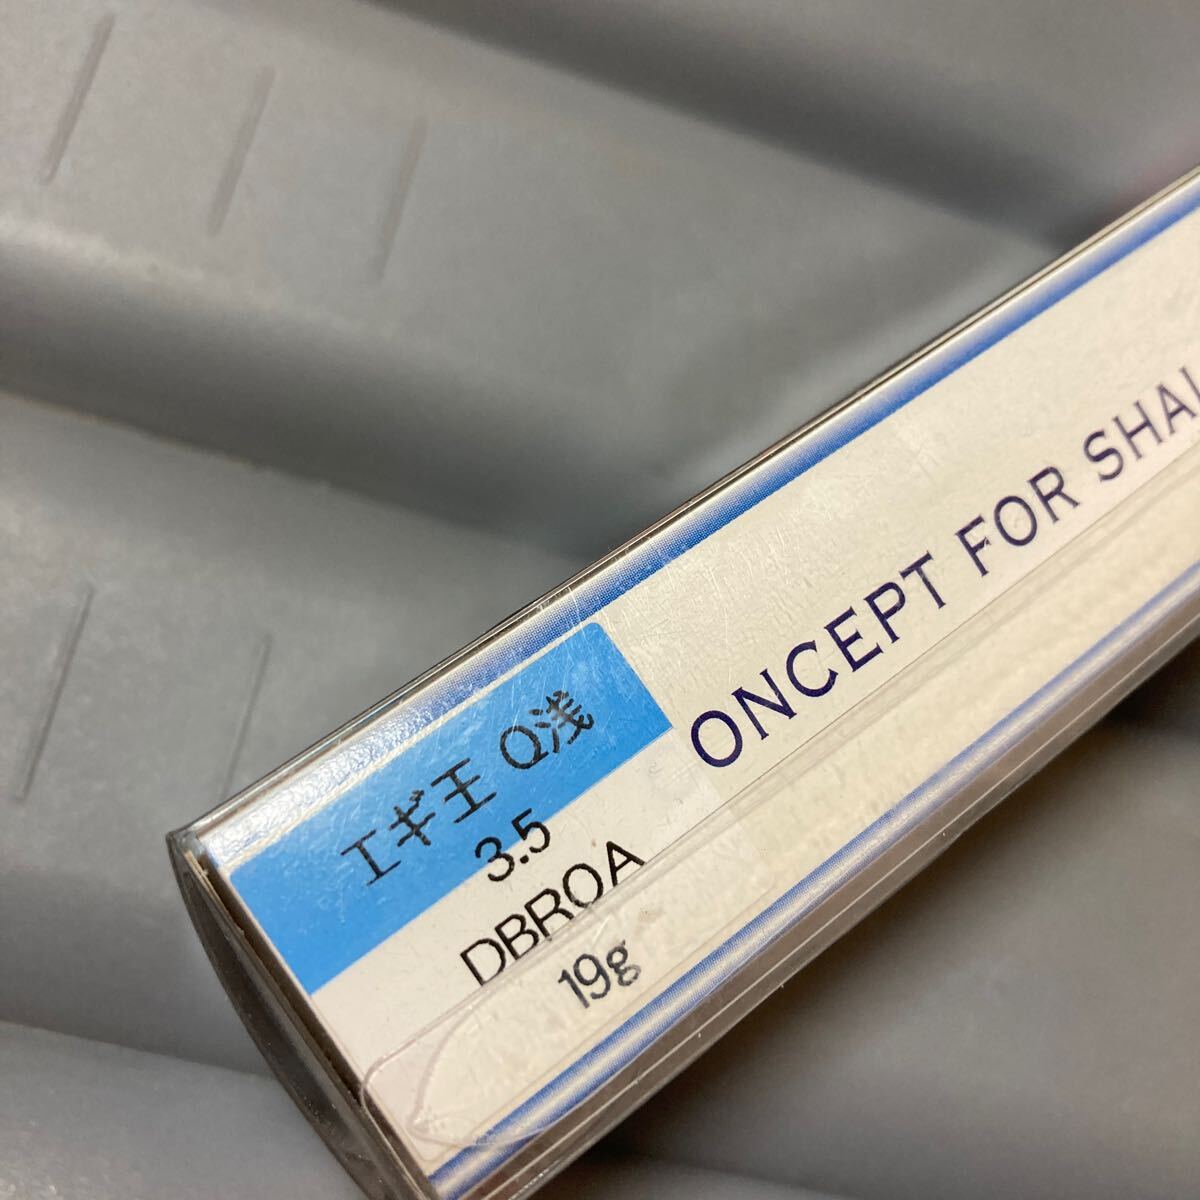 エギ王 Q浅
3.5
DBROA
19g
ONCEPT FOR SHAL